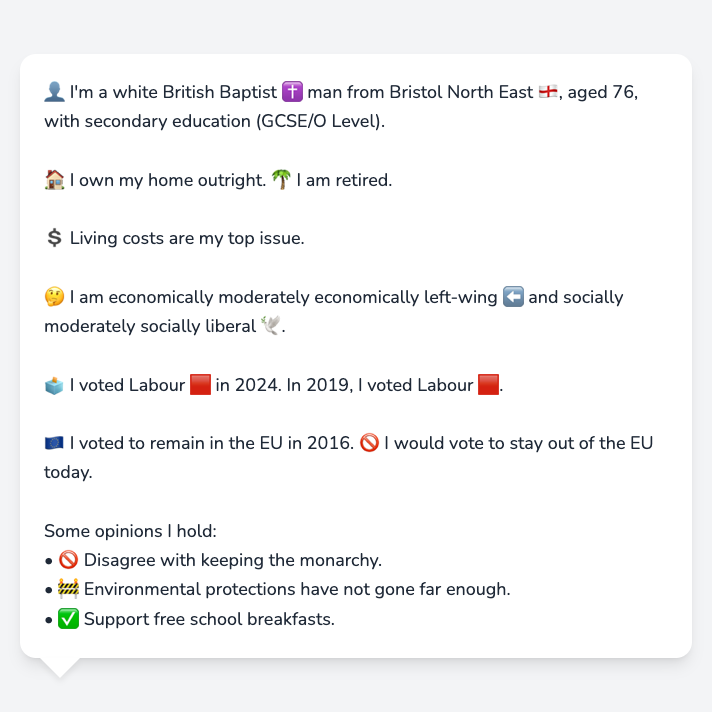 👤 I'm a white British Baptist ✝️ man from Bristol North East 🏴󠁧󠁢󠁥󠁮󠁧󠁿, aged 76,
with secondary education (GCSE/O Level).
🏠 I own my home outright. 🌴 I am retired.
💲 Living costs are my top issue.
🤔 I am economically moderately economically left-wing ⬅️ and socially
moderately socially liberal 🕊️.
🗳️ I voted Labour 🟥 in 2024. In 2019, I voted Labour 🟥.
🇪🇺 I voted to remain in the EU in 2016. 🚫 I would vote to stay out of the EU
today.
Some opinions I hold:
• 🚫 Disagree with keeping the monarchy.
• 🚧 Environmental protections have not gone far enough.
• ✅ Support free school breakfasts.